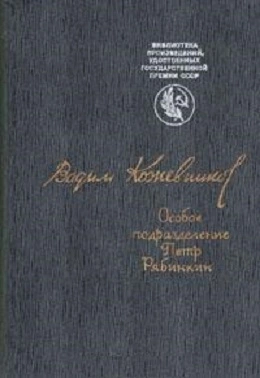 БИБЛИОТЕКА
ПРОИЗВЕДЕНИЙ,
УДОСТОЕННЫХ
ГОСУДАРСТВЕННОЙ
ПРЕМИИ СССР
Вадим Кожевников
Особое
подразделение
Петр
Рябинкин